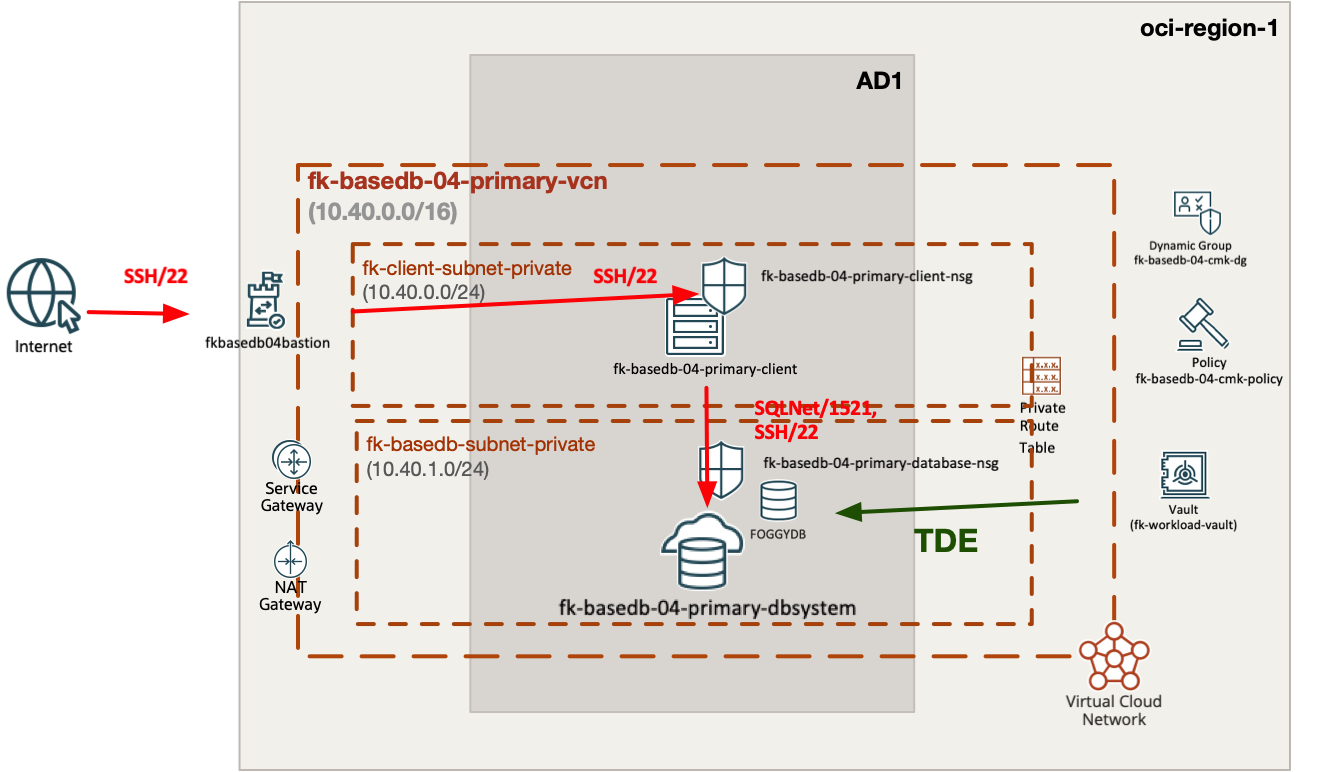 oci-region-1
AD1
fk-basedb-04-primary-vcn
(10.40.0.0/16)
Dynamic Group
fk-basedb-04-cmk-dg
fk-client-subnet-private
(10.40.0.0/24)
SSH/22
fk-basedb-04-primary-client-nsg
SSH/22
Internet
fkbasedb04bastion
fk-basedb-04-primary-client
Policy
fk-basedb-04-cmk-policy
Private
Route
Table
SQLNet/1521,
SSH/22
fk-basedb-subnet-private
(10.40.1.0/24)
fk-basedb-04-primary-database-nsg
Service
Gateway
x.x.x.
x.x.x.
x.x.x.
Vault
(fk-workload-vault)
FOGGYDB
TDE
NAT
Gateway
fk-basedb-04-primary-dbsystem
Virtual Cloud
Network